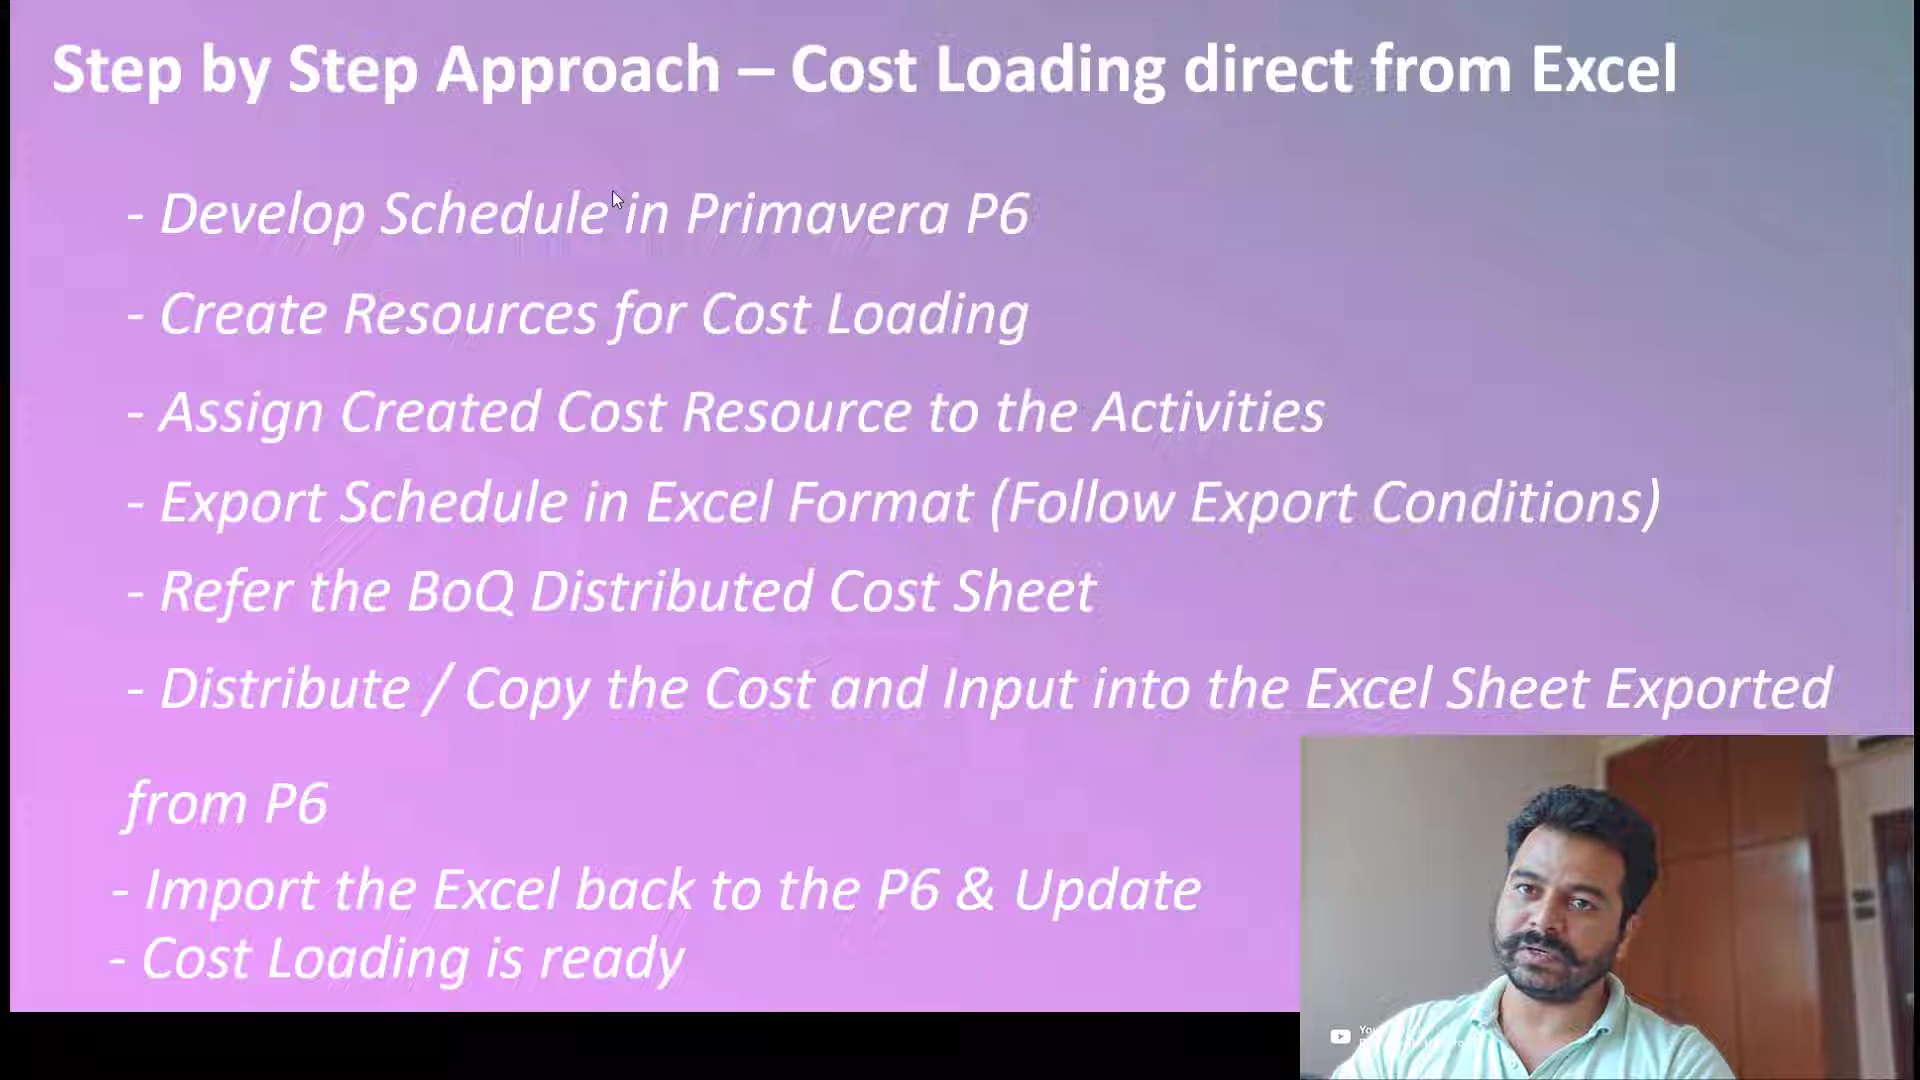 Step by Step Approach – Cost Loading direct from Excel
- Develop Schedule in Primavera P6
- Create Resources for Cost Loading
- Assign Created Cost Resource to the Activities
- Export Schedule in Excel Format (Follow Export Conditions)
- Refer the BoQ Distributed Cost Sheet
- Distribute / Copy the Cost and Input into the Excel Sheet Exported
from P6
- Import the Excel back to the P6 & Update
- Cost Loading is ready